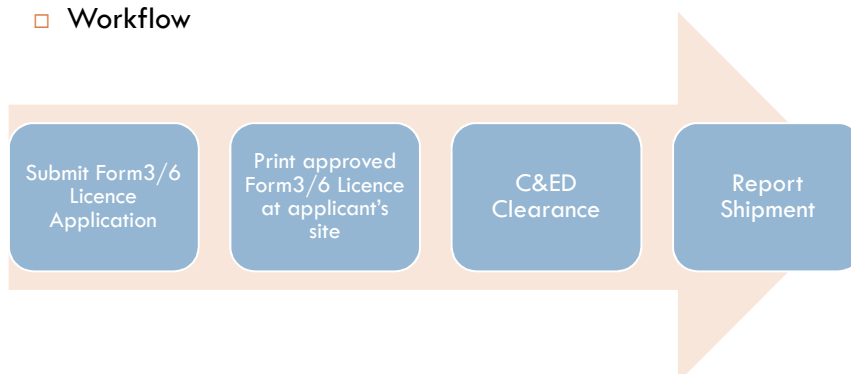 Workflow
Submit Form3/6
Licence
Application
Print approved
Form3/6 Licence
at applicant's
site
C&ED
Clearance
Report
Shipment